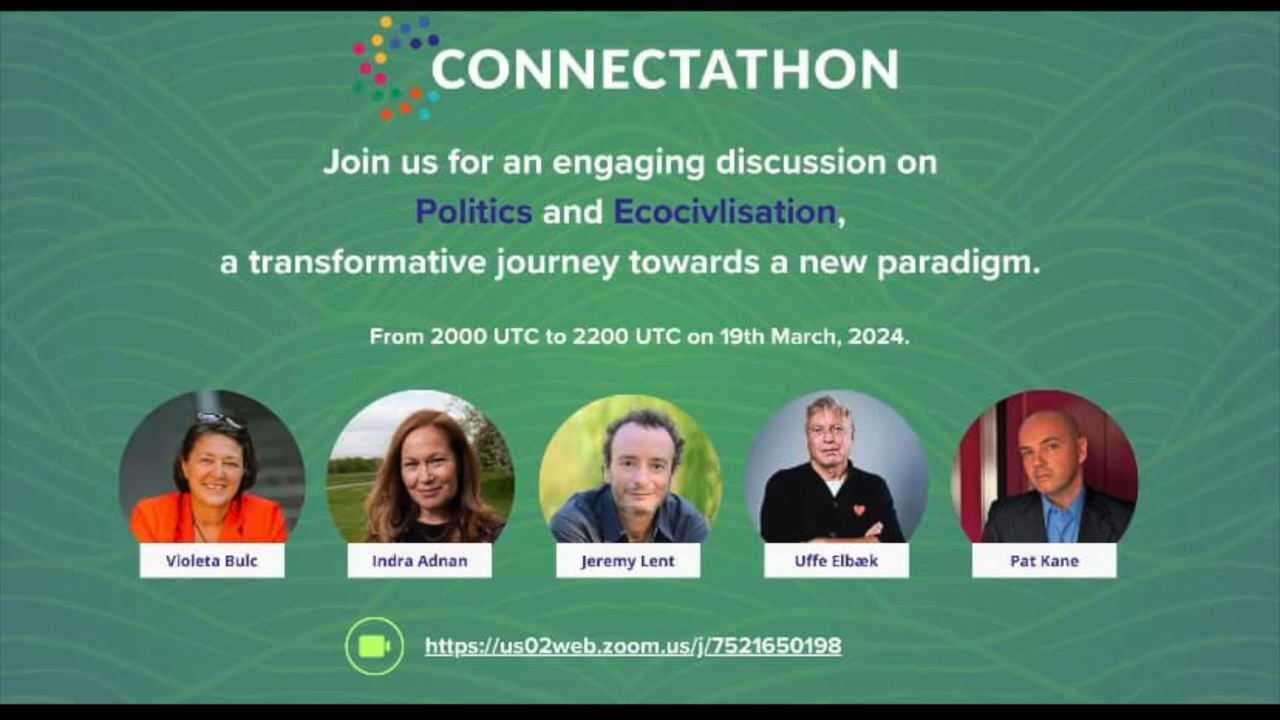 CONNECTATHON
Join us for an engaging discussion on
Politics and Ecocivlisation,
a transformative journey towards a new paradigm.
From 2000 UTC to 2200 UTC on 19th March, 2024.
Violeta Bulc
Indra Adnan
Jeremy Lent
Uffe Elbæk
Pat Kane
https://us02web.zoom.us/j/7521650198